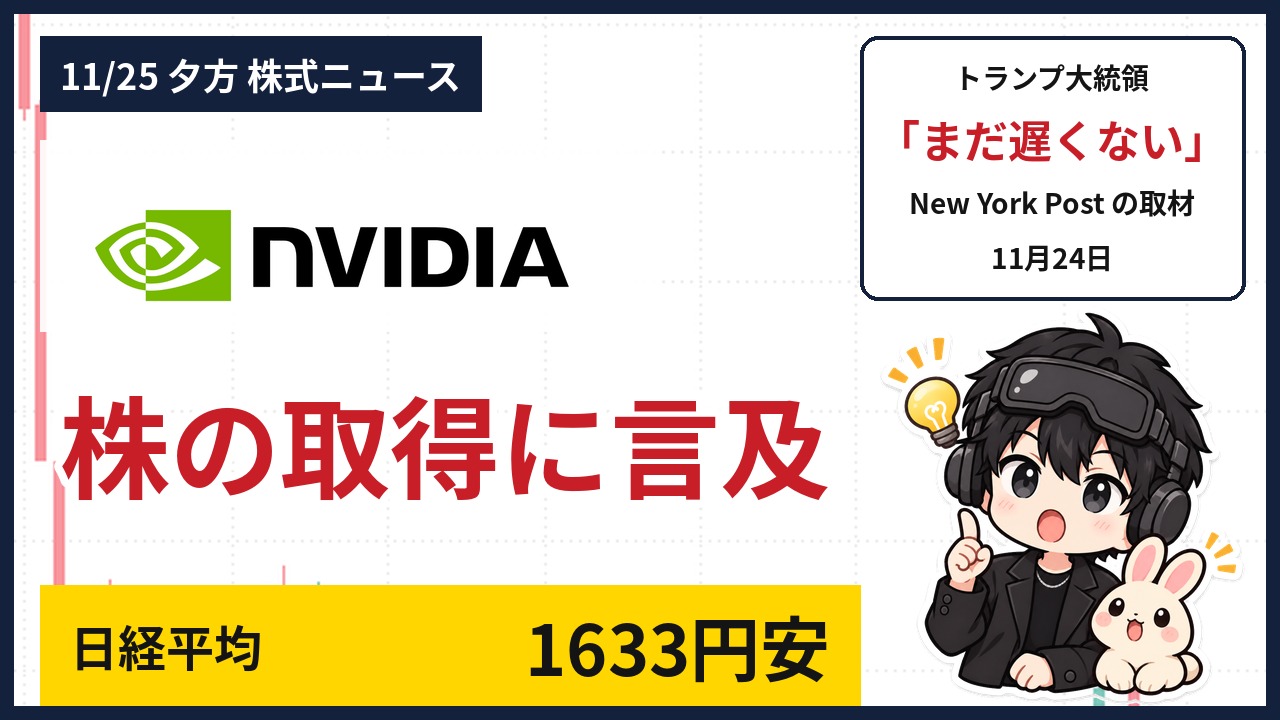 11/25 夕方 株式ニュース
トランプ大統領
「まだ遅くない」
New York Post の取材
11月24日
NVIDIA
株の取得に言及
日経平均
1633円安